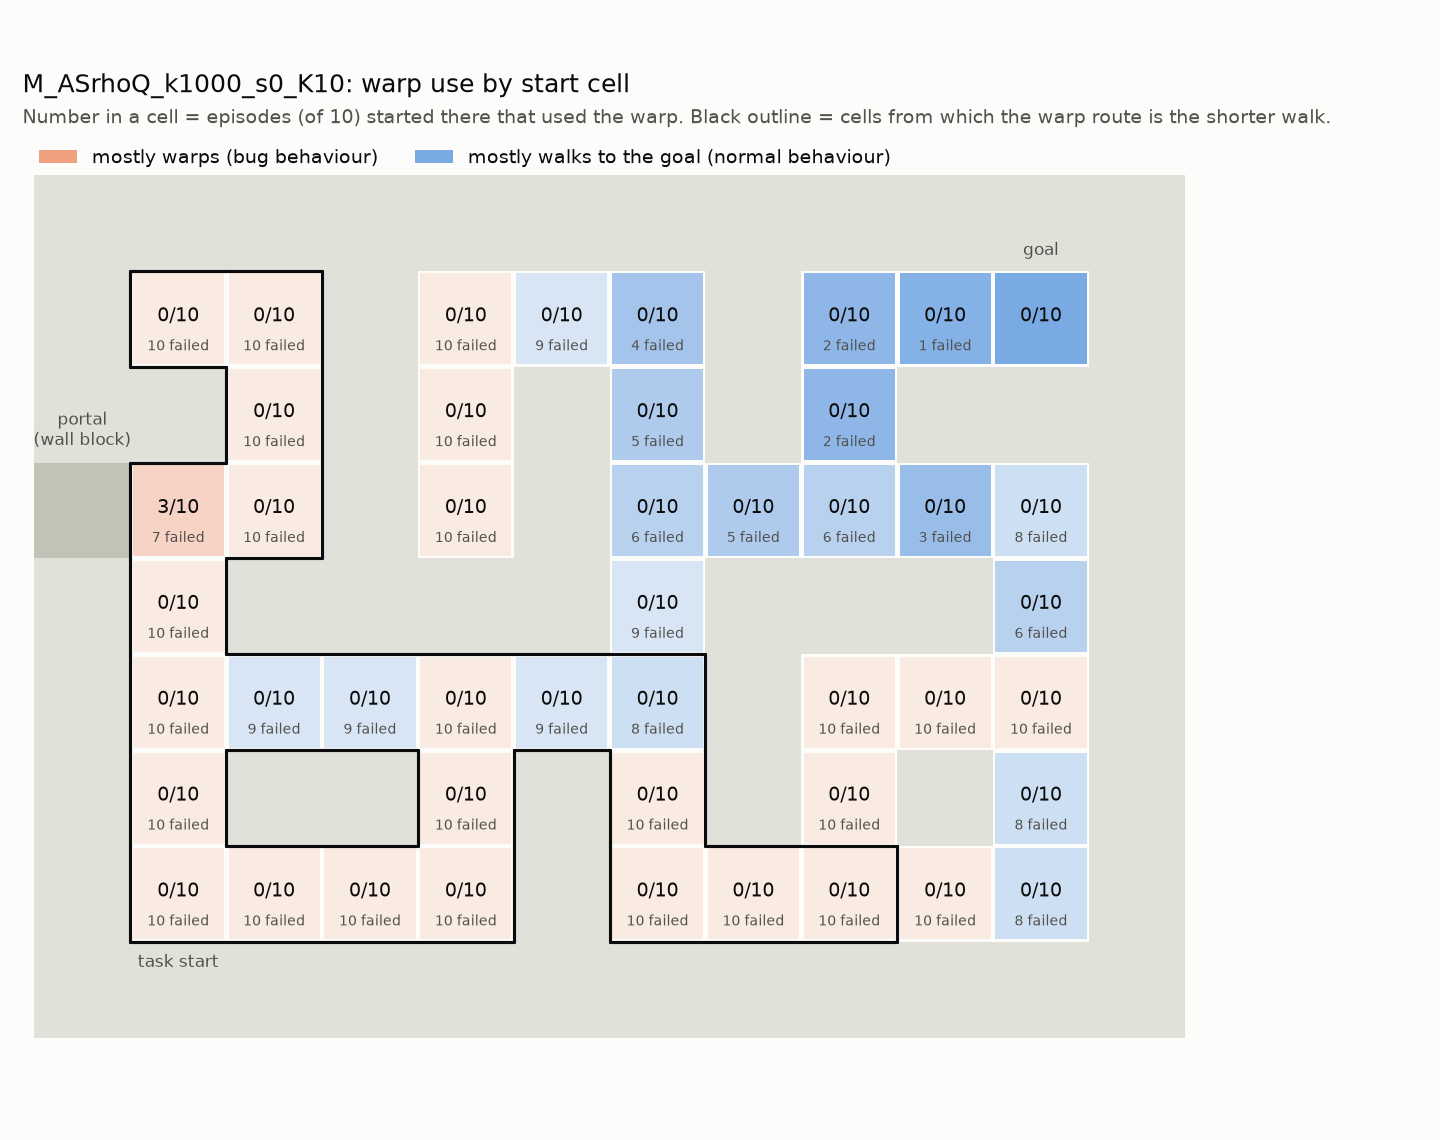 M_ASrhoQ_k1000_s0_K10: warp use by start cell
Number in a cell = episodes (of 10) started there that used the warp. Black outline = cells from which the warp route is the shorter walk.
mostly warps (bug behaviour) mostly walks to the goal (normal behaviour)
goal
0/10 0/10 0/10 0/10 0/10 0/10 0/10 0/10
10 failed 10 failed 10 failed 9 failed 4 failed 2 failed 1 failed
0/10 0/10 0/10 0/10
10 failed 10 failed 5 failed 2 failed
portal
(wall block)
3/10 0/10 0/10 0/10 0/10 0/10 0/10 0/10
7 failed 10 failed 10 failed 6 failed 5 failed 6 failed 3 failed 8 failed
0/10 0/10 0/10
10 failed 9 failed 6 failed
0/10 0/10 0/10 0/10 0/10 0/10 0/10 0/10 0/10
10 failed 9 failed 9 failed 10 failed 9 failed 8 failed 10 failed 10 failed 10 failed
0/10 0/10 0/10 0/10 0/10
10 failed 10 failed 10 failed 10 failed 8 failed
0/10 0/10 0/10 0/10 0/10 0/10 0/10 0/10 0/10
10 failed 10 failed 10 failed 10 failed 10 failed 10 failed 10 failed 10 failed 8 failed
task start